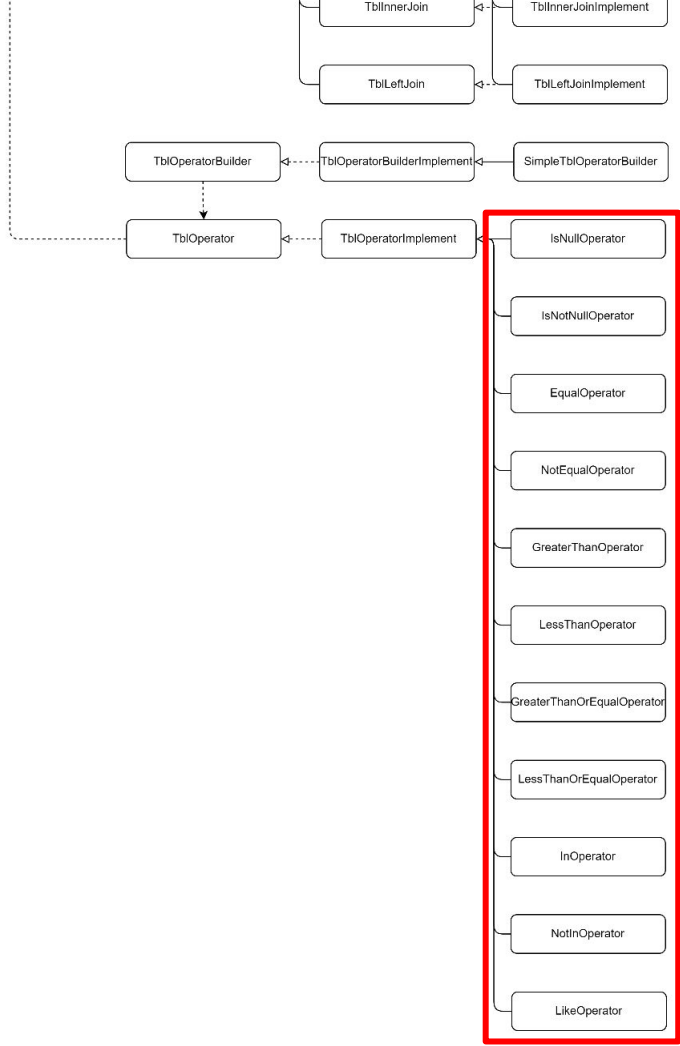 TblInnerJoin
TblInnerJoinImplement
TblLeftJoin
TblLeftJoinImplement
TblOperatorBuilder
TblOperatorBuilderImplement
SimpleTblOperatorBuilder
TblOperator
TblOperatorImplement
IsNullOperator
IsNotNullOperator
EqualOperator
NotEqualOperator
GreaterThanOperator
LessThanOperator
GreaterThanOrEqualOperator
LessThanOrEqualOperator
InOperator
NotInOperator
LikeOperator